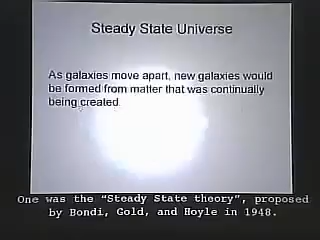 Steady State Universe
As galaxies move apart, new galaxies would
be formed from matter that was continually
being created.
One was the "Steady State theory", proposed
by Bondi, Gold, and Hoyle in 1948.